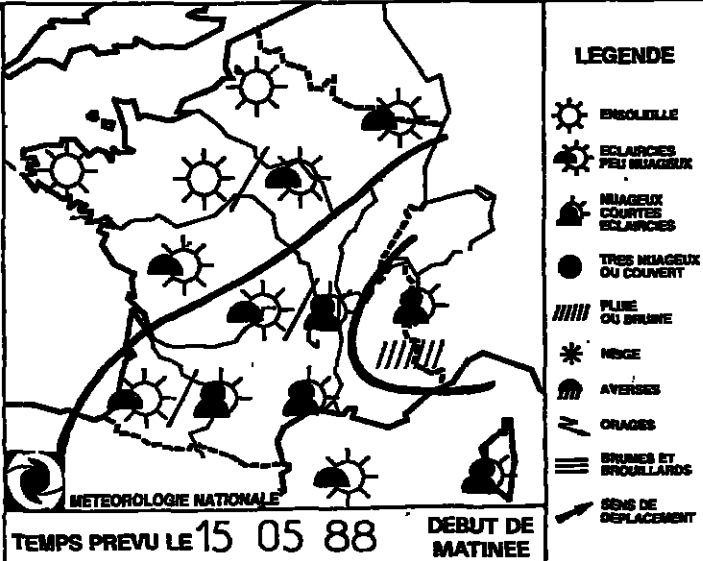 LEGENDE
ENSOLEILLE
ECLAIRCIES
PEU NUAGEUX
NUAGEUX
COURTES
ECLAIRCIES
TRES NUAGEUX
OU COUVERT
PLUIE
OU BRUINE
NEIGE
AVERSES
ORAGES
BRUMES ET
BROUILLARDS
SENS DE
DEPLACEMENT
METEOROLOGIE NATIONALE
TEMPS PREVU LE 15 05 88 DEBUT DE
MATINEE